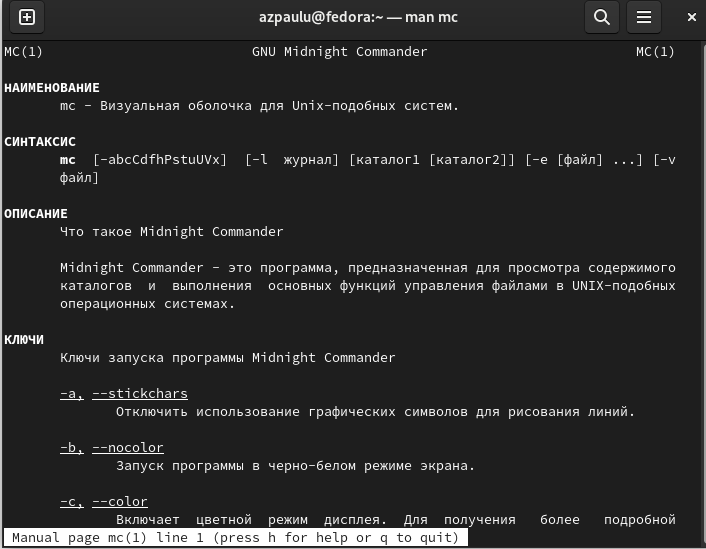 azpaulu@fedora:~ — man mc
MC(1) GNU Midnight Commander MC(1)
НАИМЕНОВАНИЕ
mc - Визуальная оболочка для Unix-подобных систем.
СИНТАКСИС
mc [-abcCdfhPstuUVx] [-l журнал] [каталог1 [каталог2]] [-e [файл] ...] [-v
файл]
ОПИСАНИЕ
Что такое Midnight Commander
Midnight Commander - это программа, предназначенная для просмотра содержимого
каталогов и выполнения основных функций управления файлами в UNIX-подобных
операционных системах.
КЛЮЧИ
Ключи запуска программы Midnight Commander
-a, --stickchars
Отключить использование графических символов для рисования линий.
-b, --nocolor
Запуск программы в черно-белом режиме экрана.
-c, --color
Включает цветной режим дисплея. Для получения более подробной
Manual page mc(1) line 1 (press h for help or q to quit)